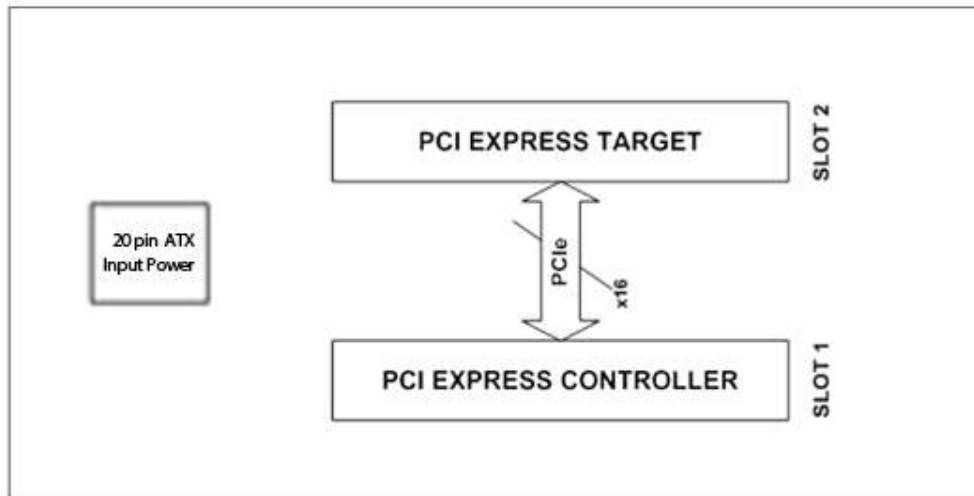 PCI EXPRESS TARGET
SLOT 2
20 pin ATX
Input Power
PCIe
x16
PCI EXPRESS CONTROLLER
SLOT 1